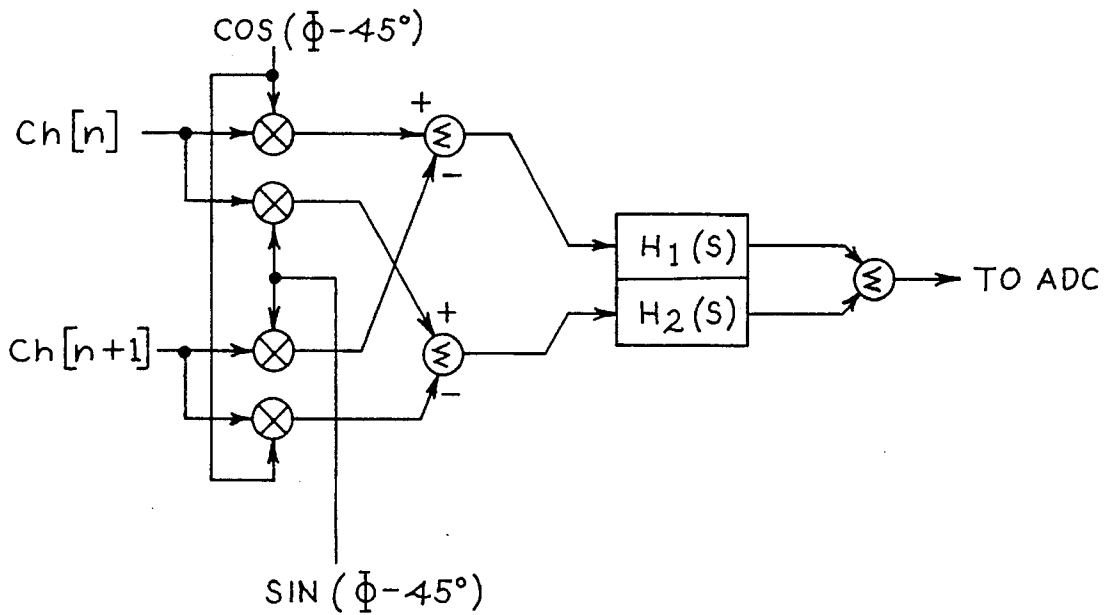 COS (Φ-45°)
Ch[n]
+
Σ
-
H1(S)
Σ
TO ADC
H2(S)
+
Ch[n+1]
Σ
-
SIN (Φ-45°)